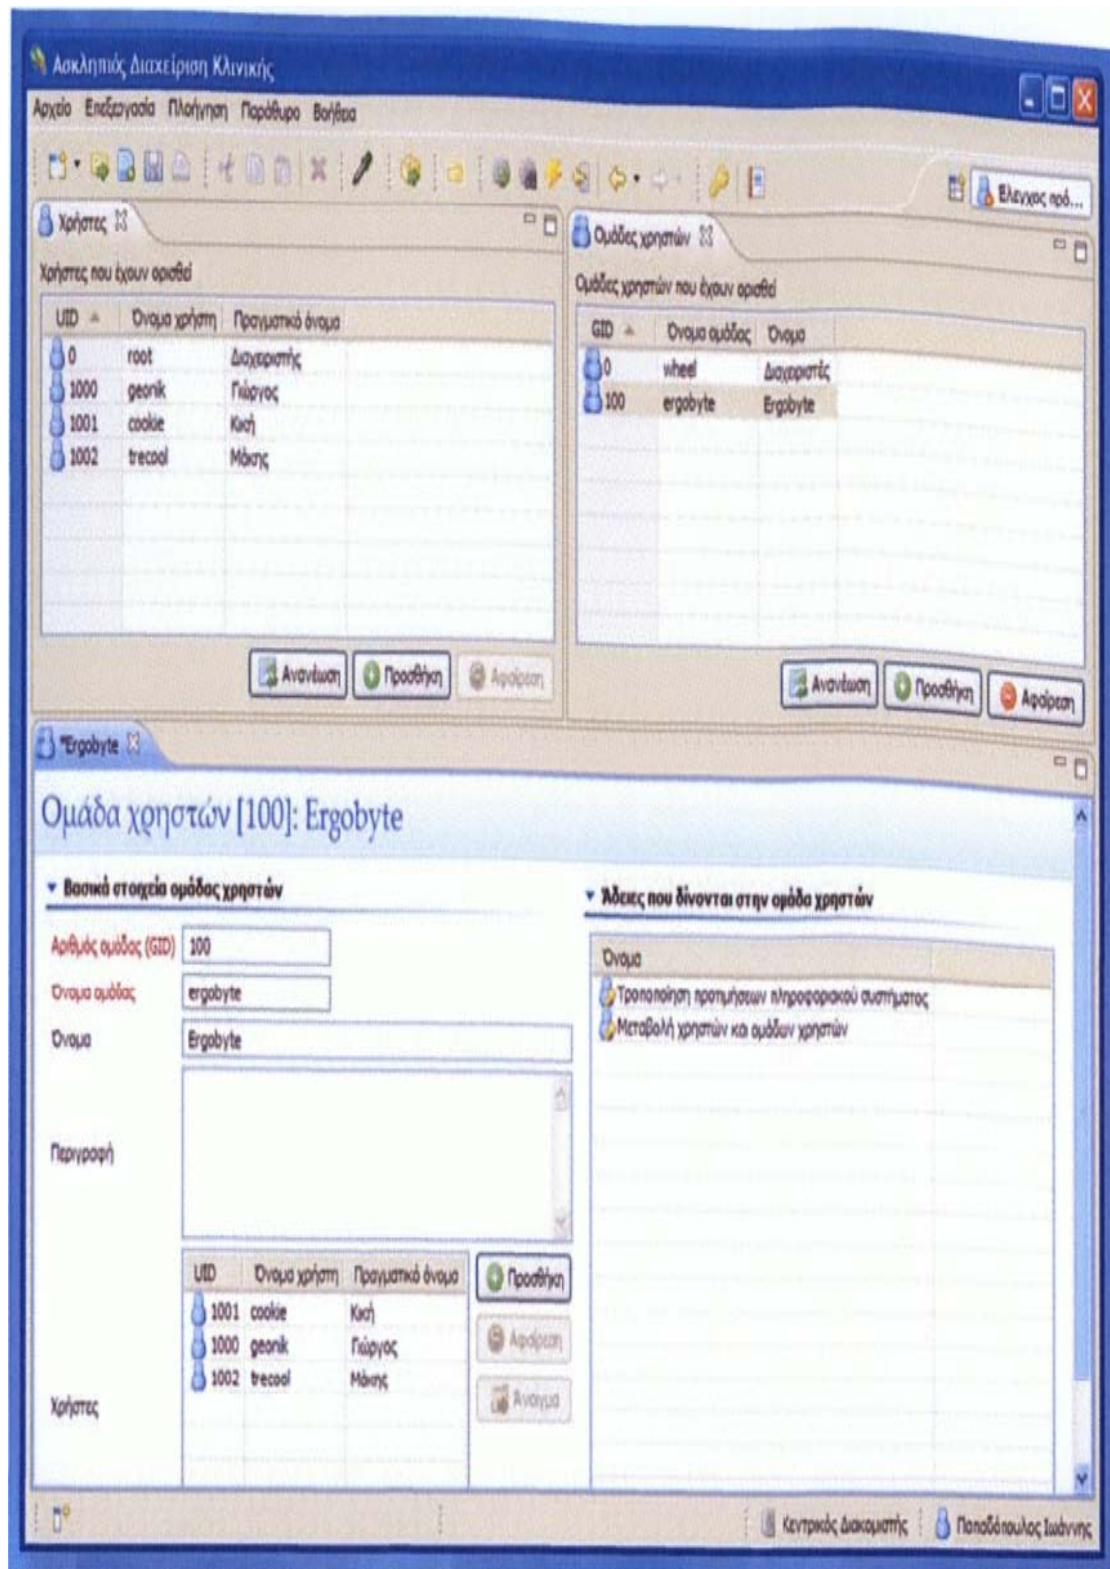 Ασκληπιός Διαχείριση Κλινικής
Αρχείο Επεξεργασία Πλοήγηση Παράθυρο Βοήθεια
Έλεγχος πρό...
Χρήστες
Χρήστες που έχουν ορισθεί
UID Όνομα χρήστη Πραγματικό όνομα
0 root Διαχειριστής
1000 geonik Γιώργος
1001 cookie Κική
1002 trecool Μάκης
Ανανέωση Προσθήκη Αφαίρεση
Ομάδες χρηστών
Ομάδες χρηστών που έχουν ορισθεί
GID Όνομα ομάδας Όνομα
0 wheel Διαχειριστές
100 ergobyte Ergobyte
Ανανέωση Προσθήκη Αφαίρεση
*Ergobyte
Ομάδα χρηστών [100]: Ergobyte
Βασικά στοιχεία ομάδας χρηστών
Αριθμός ομάδας (GID) 100
Όνομα ομάδας ergobyte
Όνομα Ergobyte
Περιγραφή
Χρήστες
UID Όνομα χρήστη Πραγματικό όνομα
1001 cookie Κική
1000 geonik Γιώργος
1002 trecool Μάκης
Προσθήκη
Αφαίρεση
Άνοιγμα
Άδειες που δίνονται στην ομάδα χρηστών
Όνομα
Τροποποίηση προτιμήσεων πληροφοριακού συστήματος
Μεταβολή χρηστών και ομάδων χρηστών
Κεντρικός Διακομιστής Παπαδόπουλος Ιωάννης